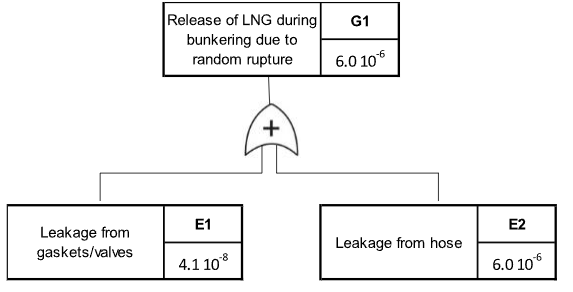 Release of LNG during
bunkering due to
random rupture
G1
6.0 10⁻⁶
+
Leakage from
gaskets/valves
E1
4.1 10⁻⁸
Leakage from hose
E2
6.0 10⁻⁶